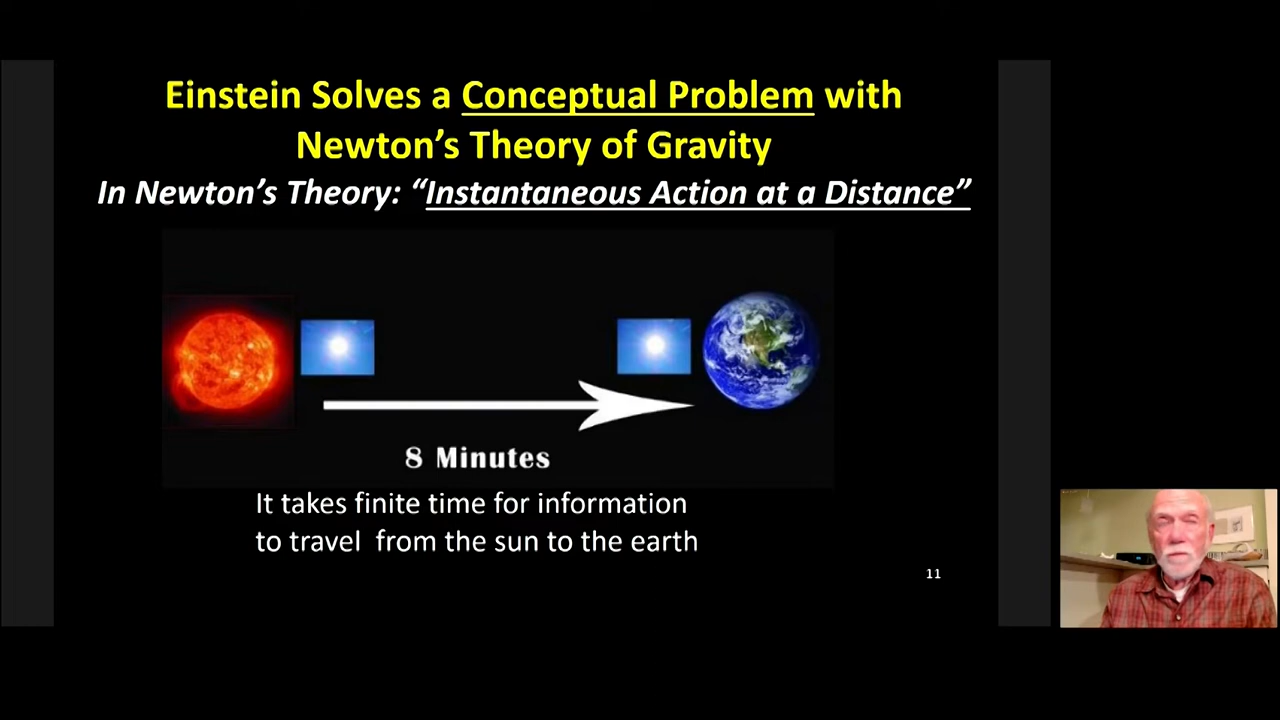 Einstein Solves a Conceptual Problem with
Newton’s Theory of Gravity
In Newton’s Theory: “Instantaneous Action at a Distance”
8 Minutes
It takes finite time for information
to travel from the sun to the earth
11